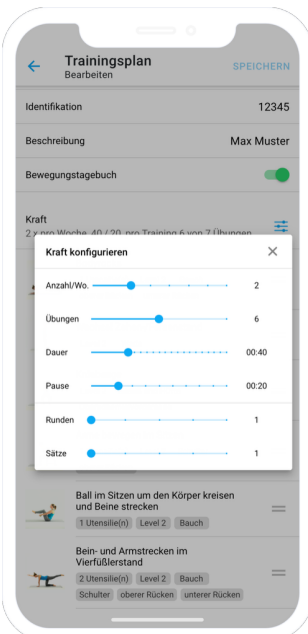 Trainingsplan
Bearbeiten
SPEICHERN
Identifikation 12345
Beschreibung Max Muster
Bewegungstagebuch
Kraft
2 x pro Woche, 40 / 20, pro Training 6 von 7 Übungen
Kraft konfigurieren
Anzahl/Wo. 2
Übungen 6
Dauer 00:40
Pause 00:20
Runden 1
Sätze 1
Ball im Sitzen um den Körper kreisen
und Beine strecken
1 Utensilie(n) Level 2 Bauch
Bein- und Armstrecken im
Vierfüßlerstand
2 Utensilie(n) Level 2 Bauch
Schulter oberer Rücken unterer Rücken